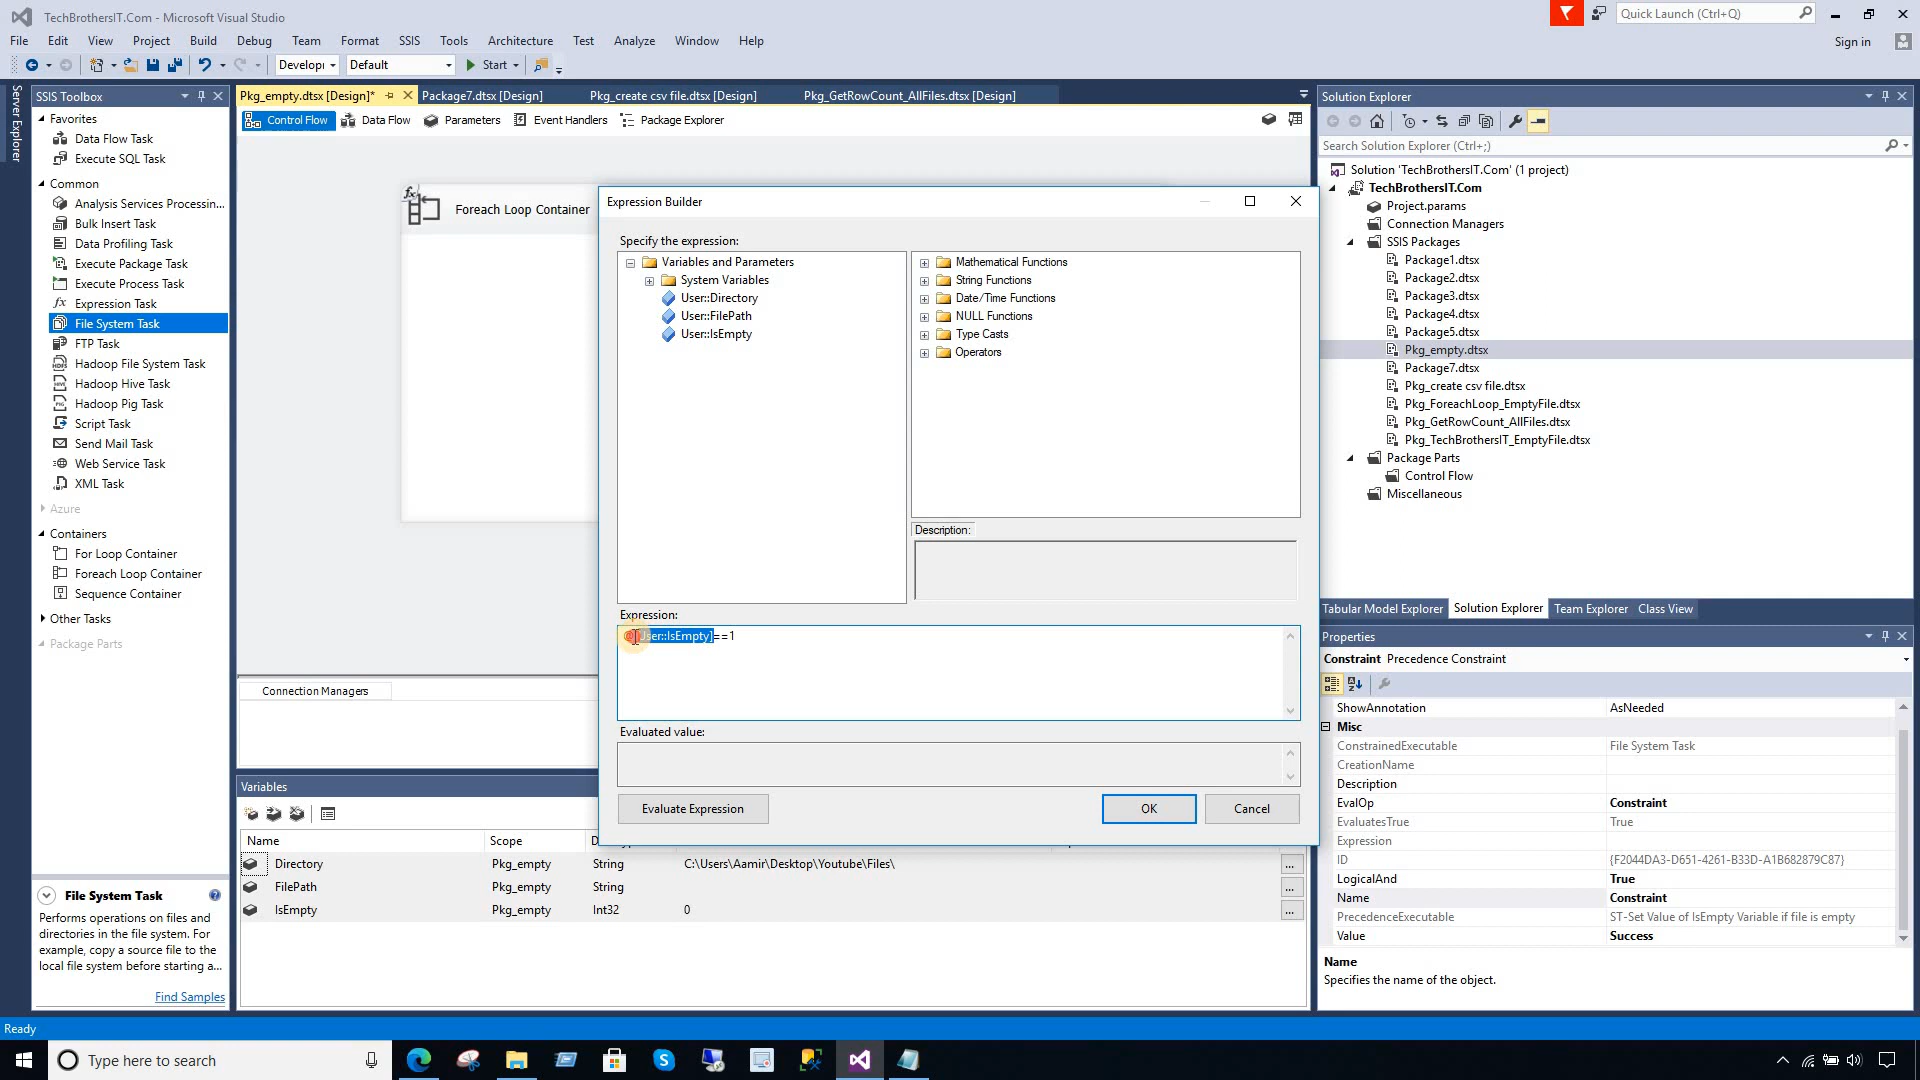 TechBrothersIT.Com - Microsoft Visual Studio
Quick Launch (Ctrl+Q)
File Edit View Project Build Debug Team Format SSIS Tools Architecture Test Analyze Window Help
Sign in
Develop Default Start
Server Explorer
SSIS Toolbox
Favorites
Data Flow Task
Execute SQL Task
Common
Analysis Services Processin...
Bulk Insert Task
Data Profiling Task
Execute Package Task
Execute Process Task
Expression Task
File System Task
FTP Task
Hadoop File System Task
Hadoop Hive Task
Hadoop Pig Task
Script Task
Send Mail Task
Web Service Task
XML Task
Azure
Containers
For Loop Container
Foreach Loop Container
Sequence Container
Other Tasks
Package Parts
File System Task
Performs operations on files and
directories in the file system. For
example, copy a source file to the
local file system before starting a...
Find Samples
Pkg_empty.dtsx [Design]* Package7.dtsx [Design] Pkg_create csv file.dtsx [Design] Pkg_GetRowCount_AllFiles.dtsx [Design]
Control Flow Data Flow Parameters Event Handlers Package Explorer
fx
Foreach Loop Container
Expression Builder
Specify the expression:
Variables and Parameters
System Variables
User::Directory
User::FilePath
User::IsEmpty
Mathematical Functions
String Functions
Date/Time Functions
NULL Functions
Type Casts
Operators
Description:
Expression:
@[User::IsEmpty]==1
Evaluated value:
Evaluate Expression OK Cancel
Connection Managers
Variables
Name Scope
Directory Pkg_empty String C:\Users\Aamir\Desktop\Youtube\Files\ ...
FilePath Pkg_empty String ...
IsEmpty Pkg_empty Int32 0 ...
Solution Explorer
Search Solution Explorer (Ctrl+;)
Solution 'TechBrothersIT.Com' (1 project)
TechBrothersIT.Com
Project.params
Connection Managers
SSIS Packages
Package1.dtsx
Package2.dtsx
Package3.dtsx
Package4.dtsx
Package5.dtsx
Pkg_empty.dtsx
Package7.dtsx
Pkg_create csv file.dtsx
Pkg_ForeachLoop_EmptyFile.dtsx
Pkg_GetRowCount_AllFiles.dtsx
Pkg_TechBrothersIT_EmptyFile.dtsx
Package Parts
Control Flow
Miscellaneous
Tabular Model Explorer Solution Explorer Team Explorer Class View
Properties
Constraint Precedence Constraint
ShowAnnotation AsNeeded
Misc
ConstrainedExecutable File System Task
CreationName
Description
EvalOp Constraint
EvaluatesTrue True
Expression
ID {F2044DA3-D651-4261-B33D-A1B682879C87}
LogicalAnd True
Name Constraint
PrecedenceExecutable ST-Set Value of IsEmpty Variable if file is empty
Value Success
Name
Specifies the name of the object.
Ready
Type here to search